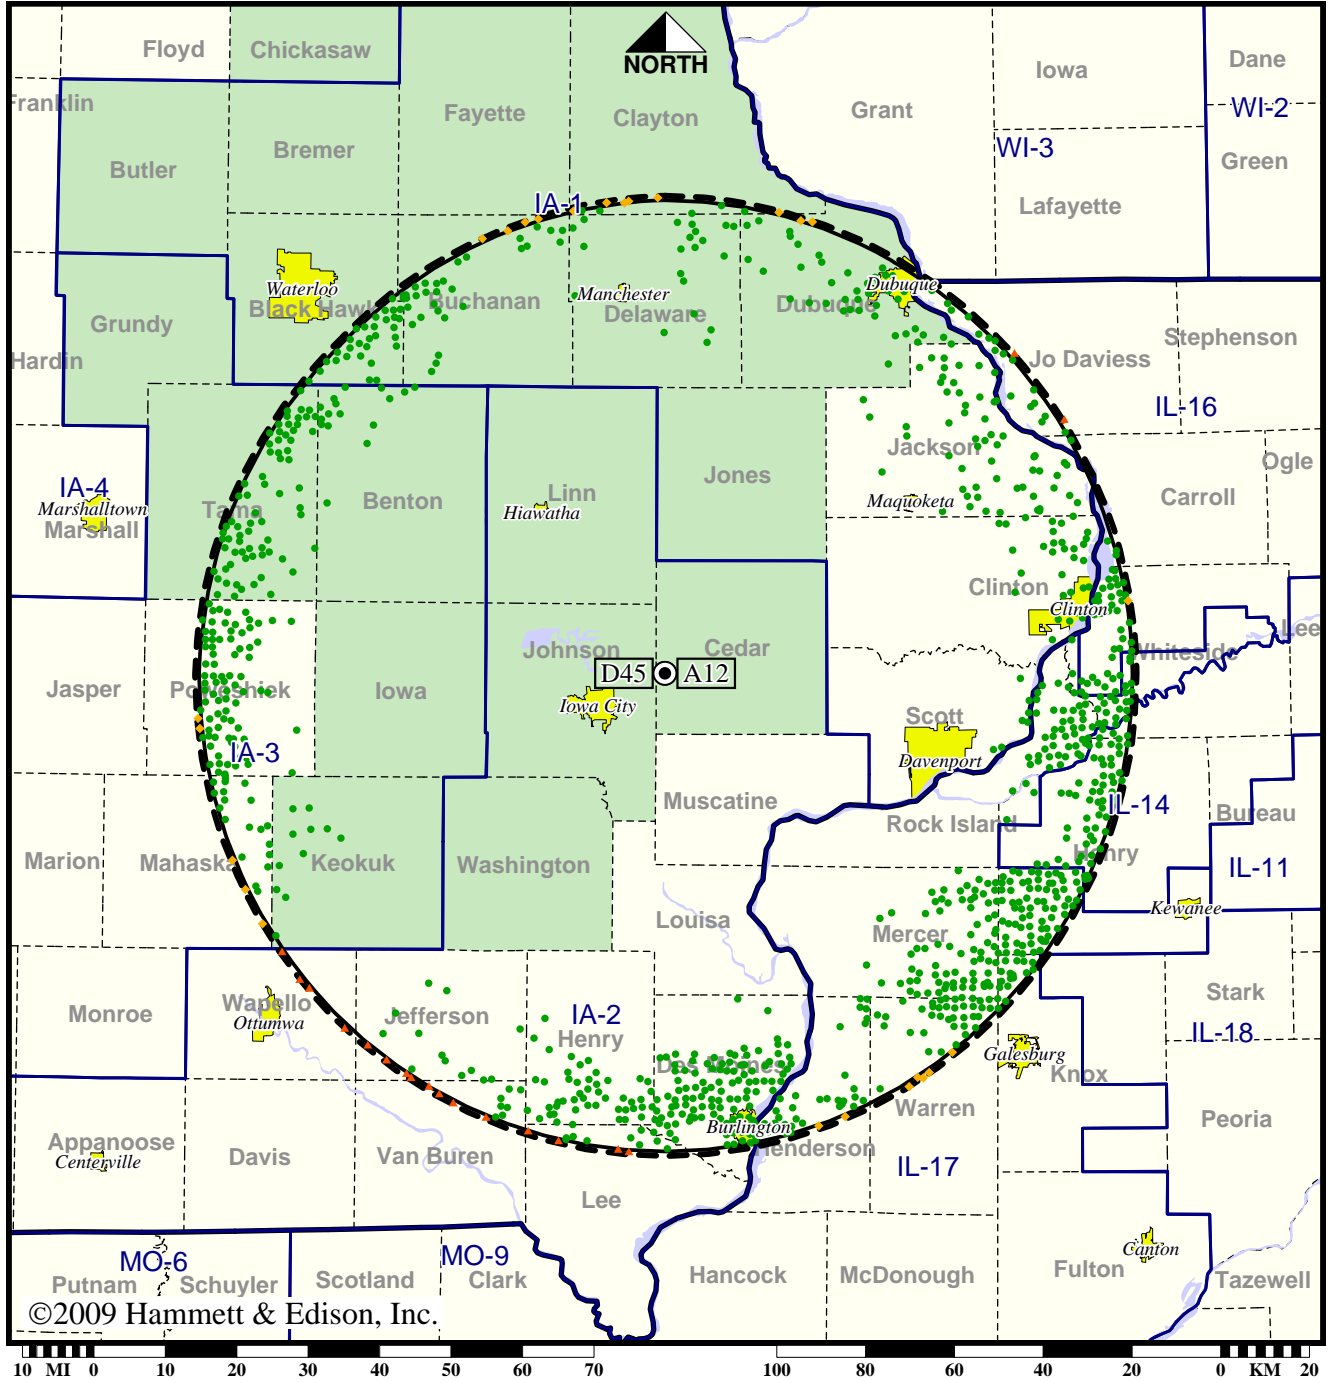 Floyd
Chickasaw
NORTH
Iowa
Dane
Franklin
Fayette
Clayton
Grant
WI-2
Butler
Bremer
WI-3
Green
IA-1
Lafayette
Waterloo
Black Hawk
Buchanan
Manchester
Delaware
Dubuque
Dubuque
Grundy
Hardin
Jo Daviess
Stephenson
IL-16
Jones
Jackson
Ogle
IA-4
Marshalltown
Marshall
Tama
Benton
Linn
Hiawatha
Maquoketa
Carroll
Clinton
Clinton
Lee
Johnson
Cedar
Whiteside
D45
A12
Jasper
Poweshiek
Iowa
Iowa City
Scott
IA-3
Davenport
Muscatine
Rock Island
IL-14
Bureau
Marion
Mahaska
Keokuk
Washington
Henry
IL-11
Louisa
Mercer
Kewanee
Monroe
Wapello
Ottumwa
Jefferson
IA-2
Henry
Stark
IL-18
Des Moines
Galesburg
Knox
Warren
Peoria
Appanoose
Centerville
Davis
Van Buren
Burlington
Henderson
IL-17
Lee
MO-6
MO-9
Canton
Putnam
Schuyler
Scotland
Clark
Hancock
McDonough
Fulton
Tazewell
©2009 Hammett & Edison, Inc.
10 MI 0 10 20 30 40 50 60 70 100 80 60 40 20 0 KM 20